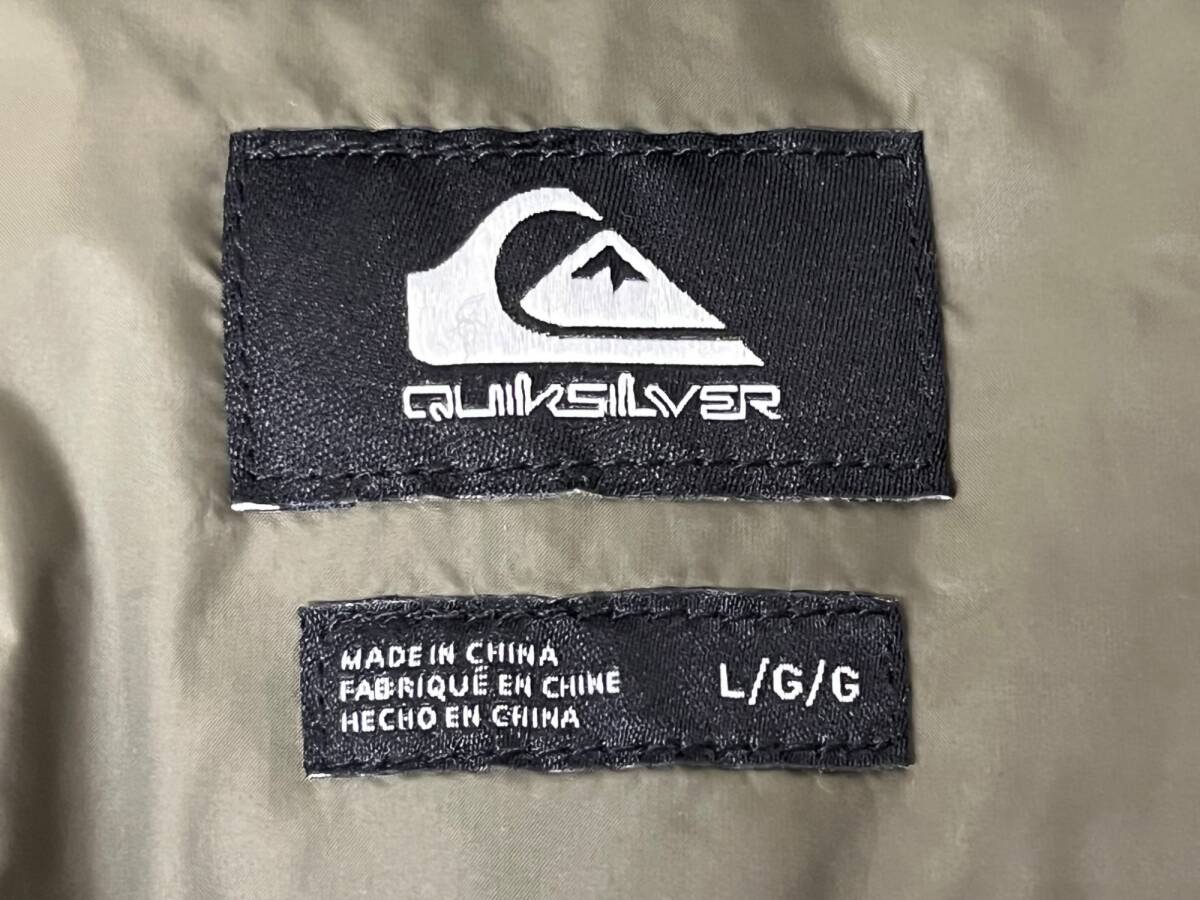 QUIKSILVER
MADE IN CHINA
FABRIQUÉ EN CHINE
HECHO EN CHINA
L/G/G